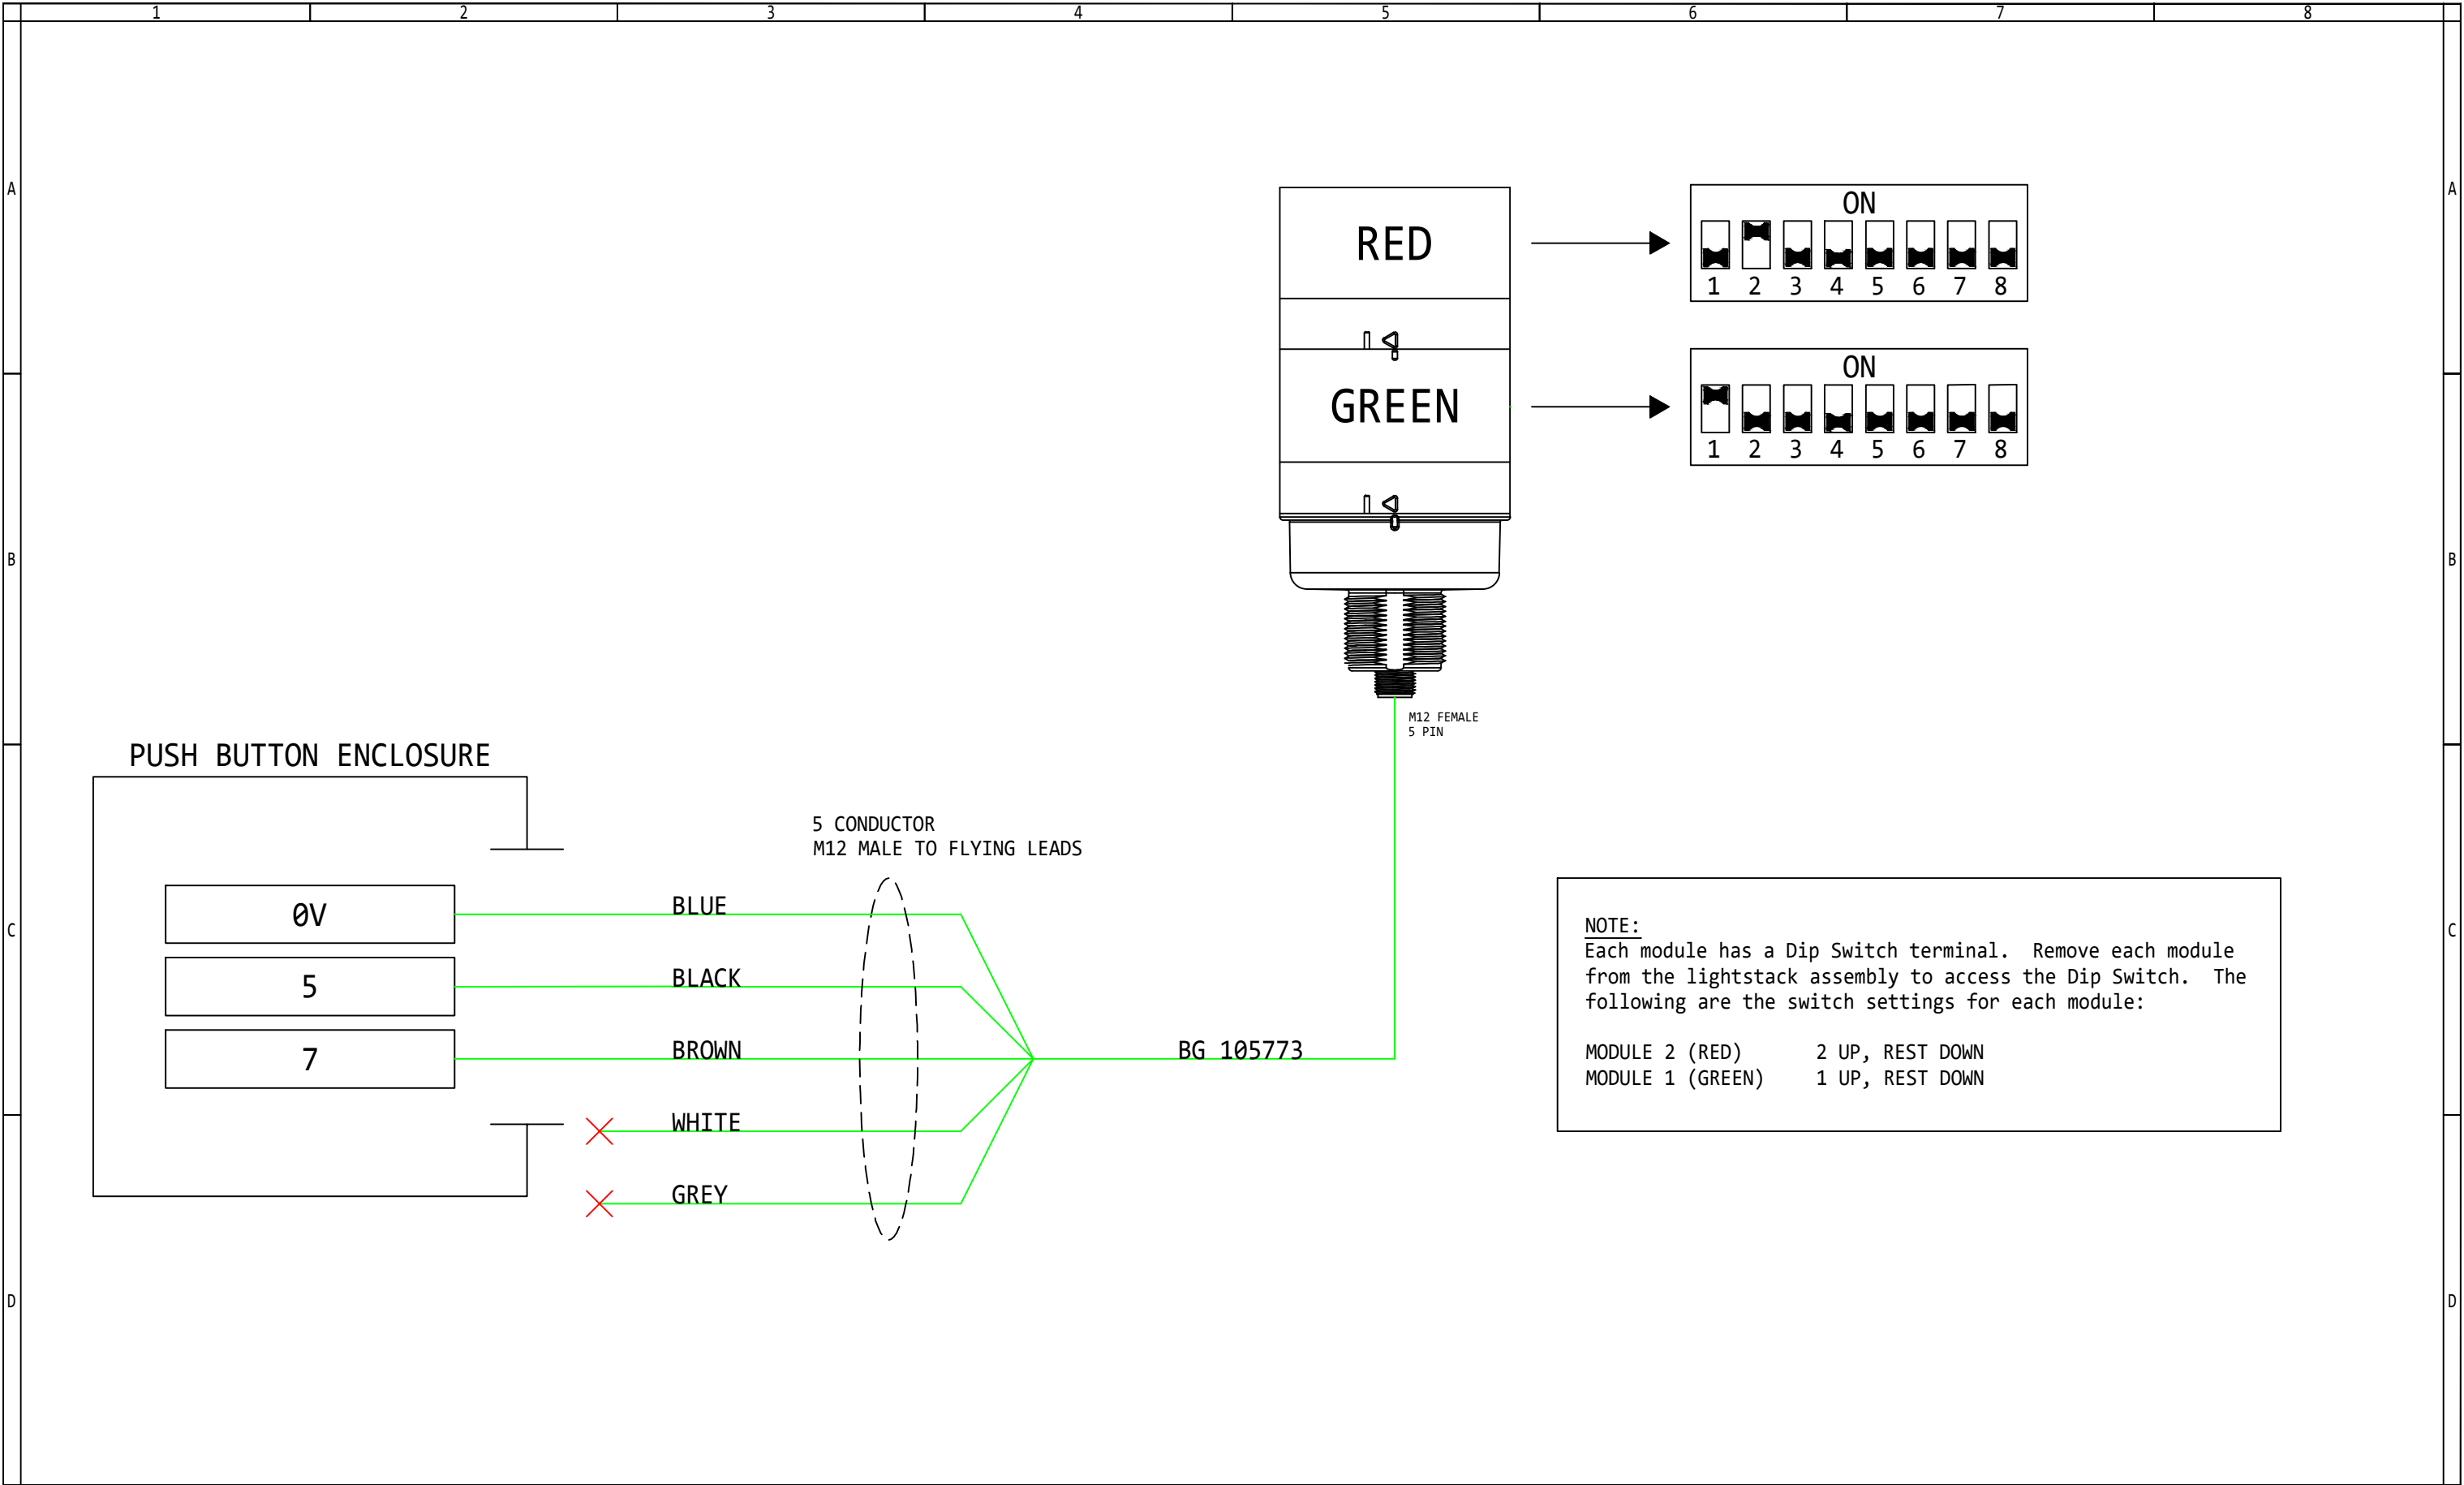 1 2 3 4 5 6 7 8
A A
RED
ON
1 2 3 4 5 6 7 8
GREEN
ON
1 2 3 4 5 6 7 8
B B
M12 FEMALE
5 PIN
PUSH BUTTON ENCLOSURE
5 CONDUCTOR
M12 MALE TO FLYING LEADS
C C
0V
BLUE
5
BLACK
7
BROWN
BG 105773
WHITE
GREY
NOTE:
Each module has a Dip Switch terminal.  Remove each module
from the lightstack assembly to access the Dip Switch.  The
following are the switch settings for each module:
MODULE 2 (RED)      2 UP, REST DOWN
MODULE 1 (GREEN)    1 UP, REST DOWN
D D